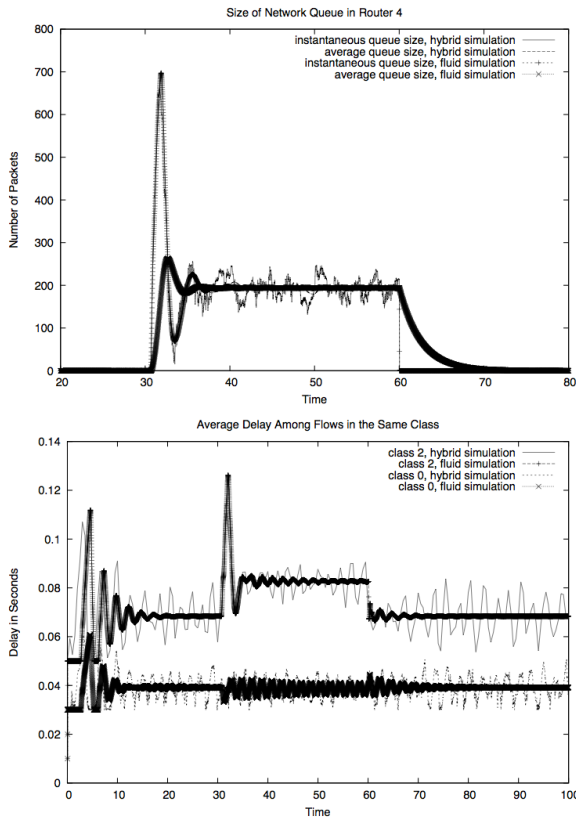 Size of Network Queue in Router 4
instantaneous queue size, hybrid simulation
average queue size, hybrid simulation
instantaneous queue size, fluid simulation
average queue size, fluid simulation
800
700
600
500
400
300
200
100
0
Number of Packets
20 30 40 50 60 70 80
Time
Average Delay Among Flows in the Same Class
class 2, hybrid simulation
class 2, fluid simulation
class 0, hybrid simulation
class 0, fluid simulation
0.14
0.12
0.1
0.08
0.06
0.04
0.02
0
Delay in Seconds
0 10 20 30 40 50 60 70 80 90 100
Time